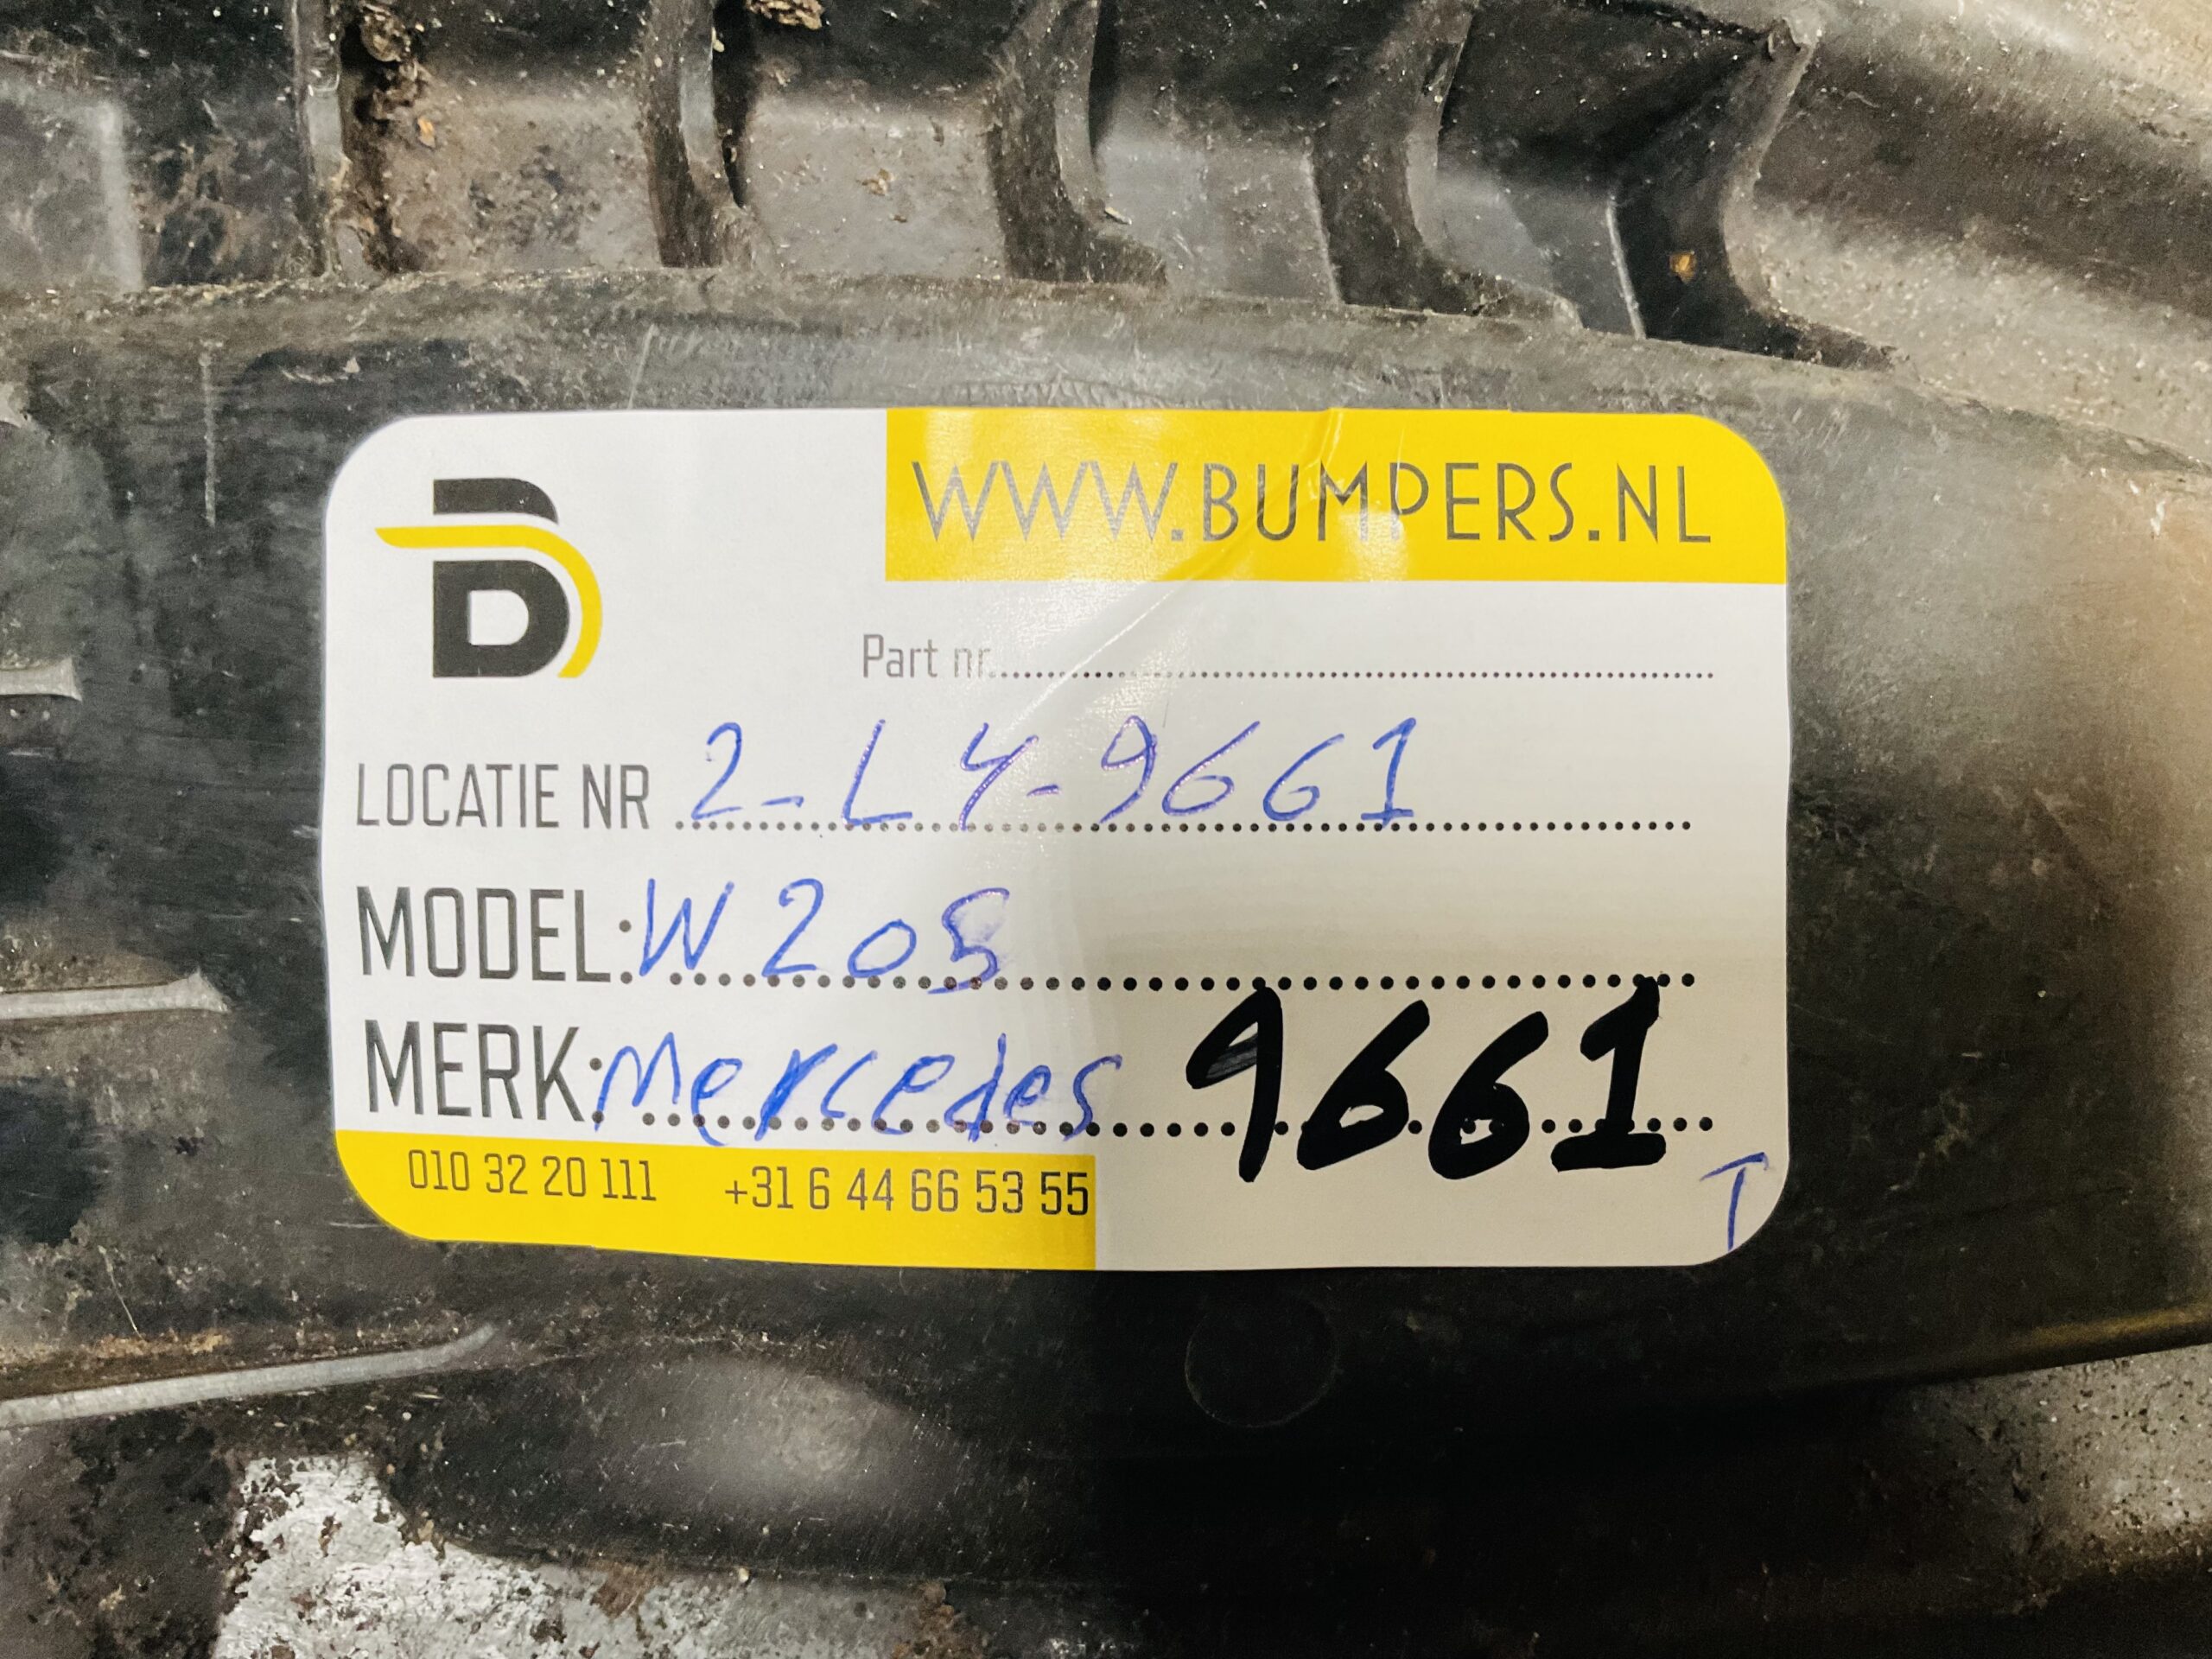 B
WWW.BUMPERS.NL
Part nr.
LOCATIE NR 2-L4-9661
MODEL: W205
MERK: Mercedes 9661
010 32 20 111 +31 6 44 66 53 55
T